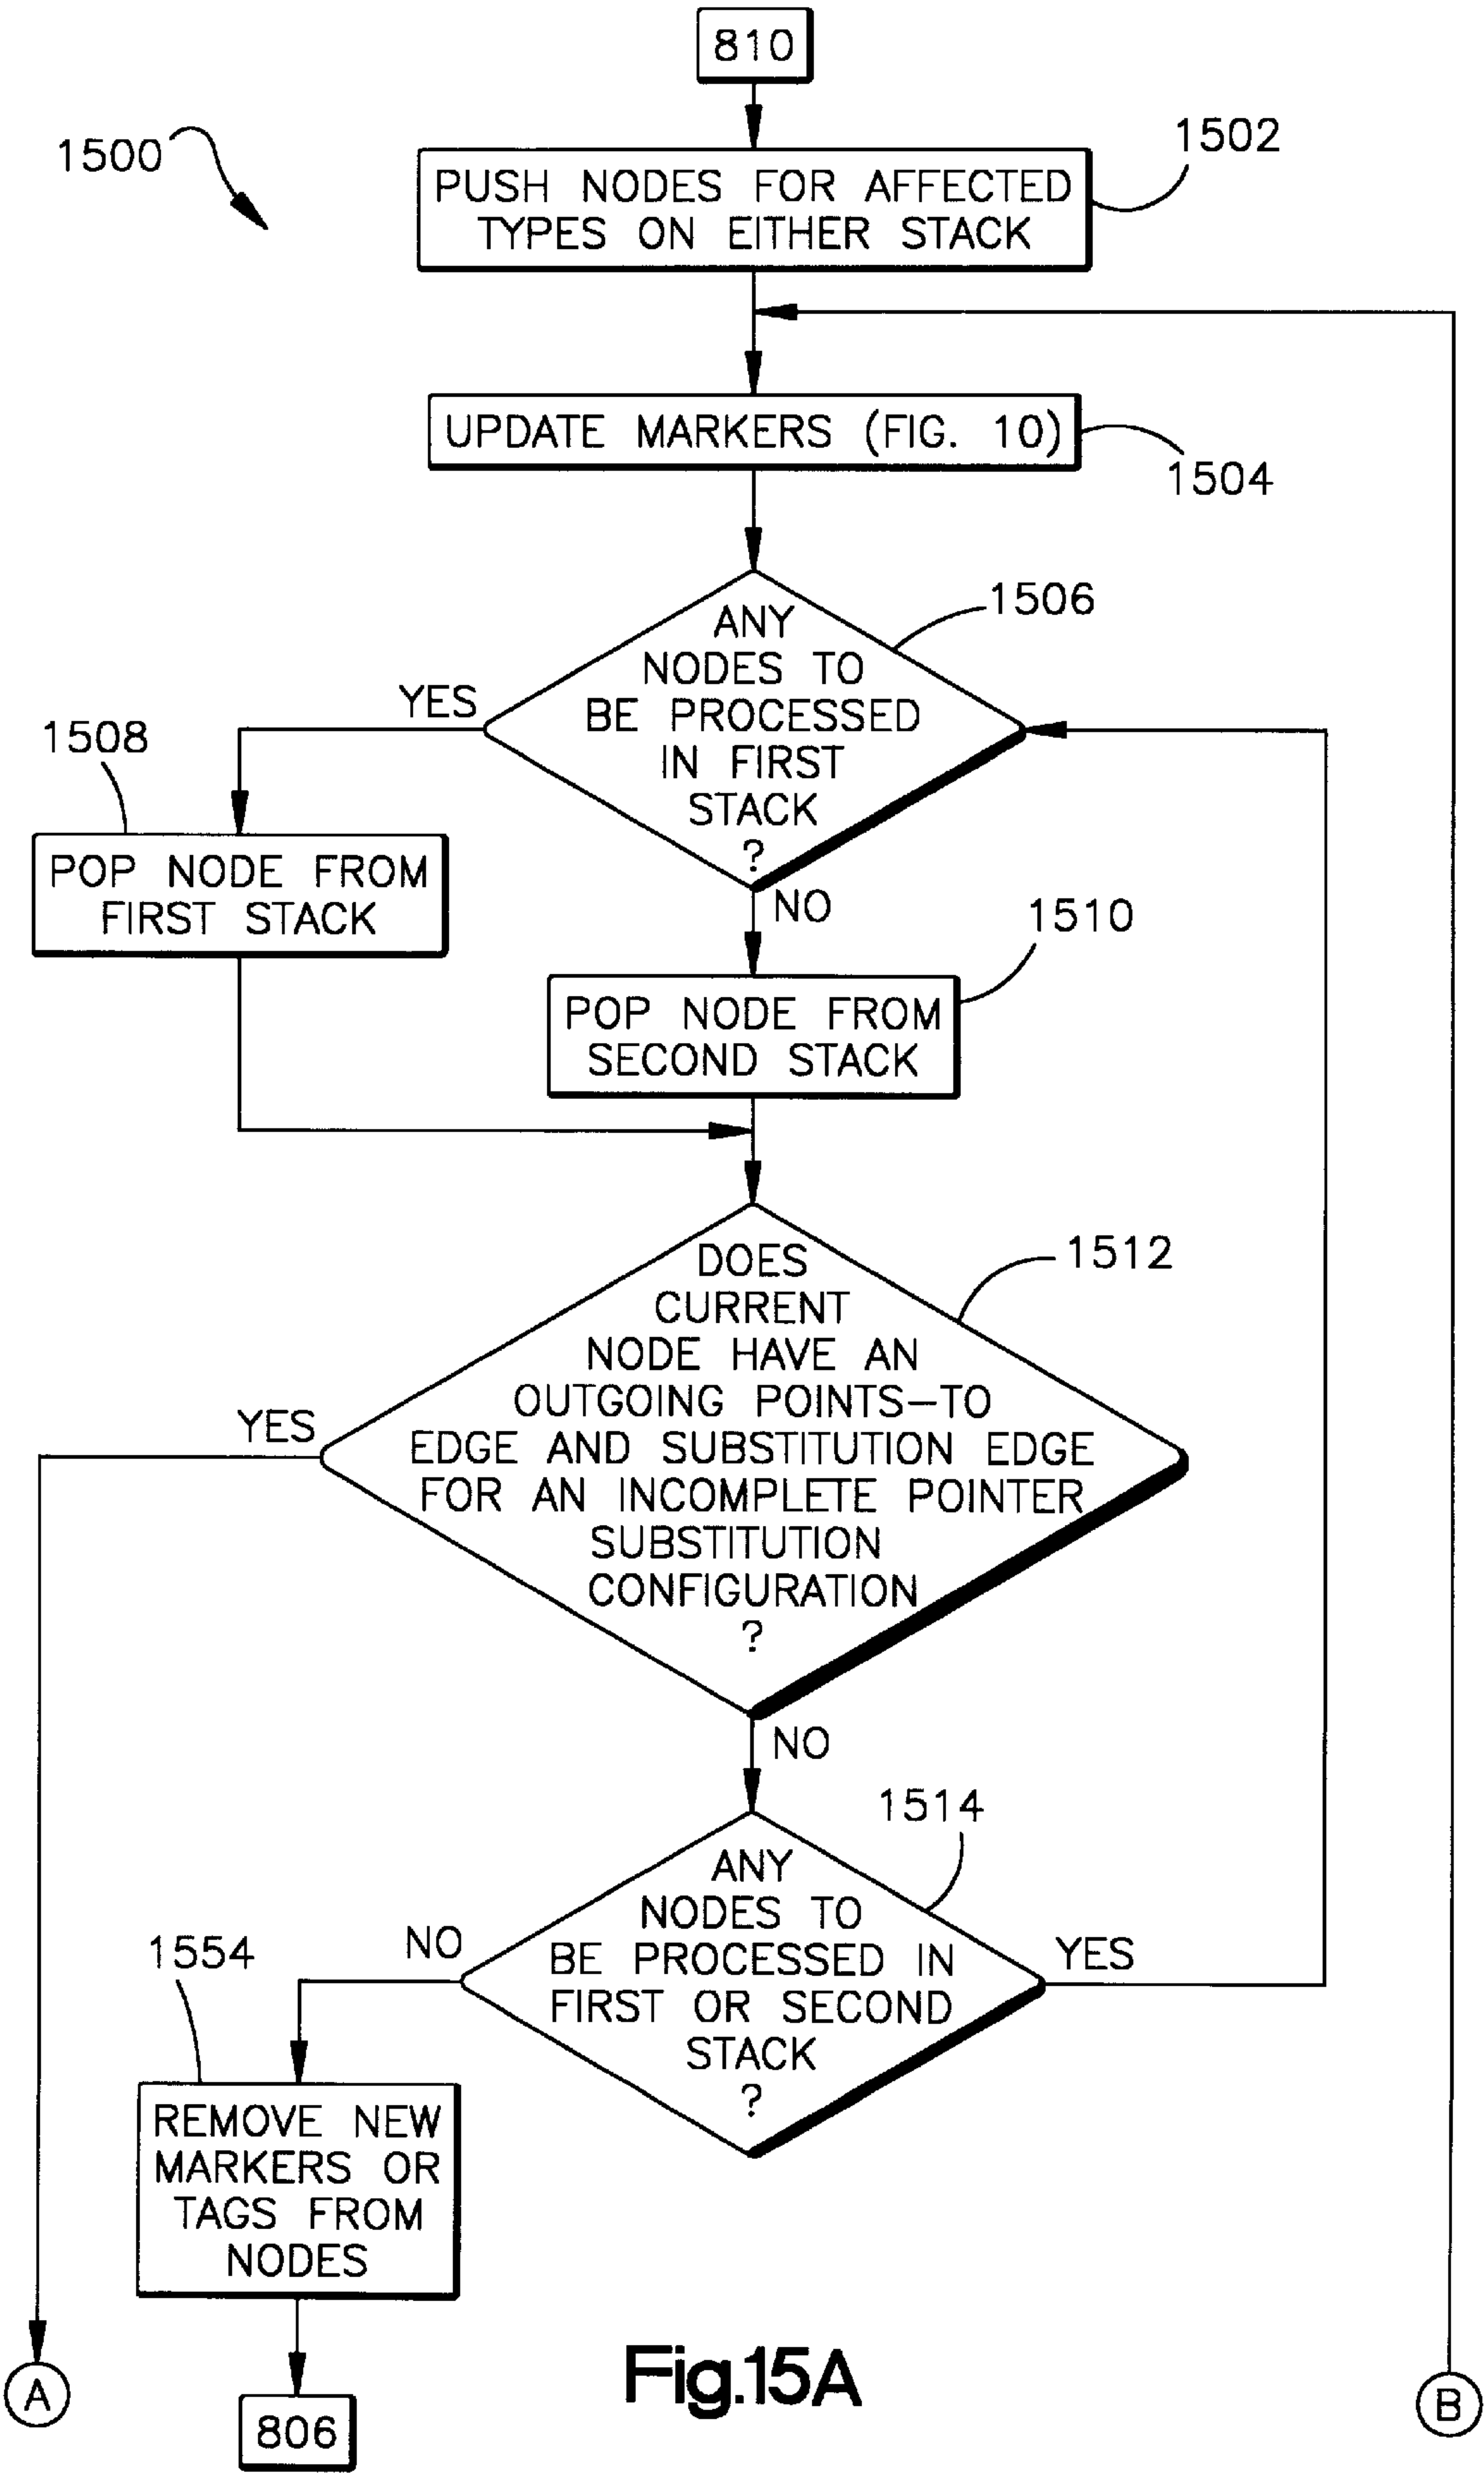 810
1500
1502
PUSH NODES FOR AFFECTED
TYPES ON EITHER STACK
UPDATE MARKERS (FIG. 10)
1504
1506
ANY
NODES TO
BE PROCESSED
IN FIRST
STACK
?
YES
1508
POP NODE FROM
FIRST STACK
NO
1510
POP NODE FROM
SECOND STACK
1512
DOES
CURRENT
NODE HAVE AN
OUTGOING POINTS-TO
EDGE AND SUBSTITUTION EDGE
FOR AN INCOMPLETE POINTER
SUBSTITUTION
CONFIGURATION
?
YES
NO
1514
ANY
NODES TO
BE PROCESSED IN
FIRST OR SECOND
STACK
?
NO
YES
1554
REMOVE NEW
MARKERS OR
TAGS FROM
NODES
A
806
Fig.15A
B